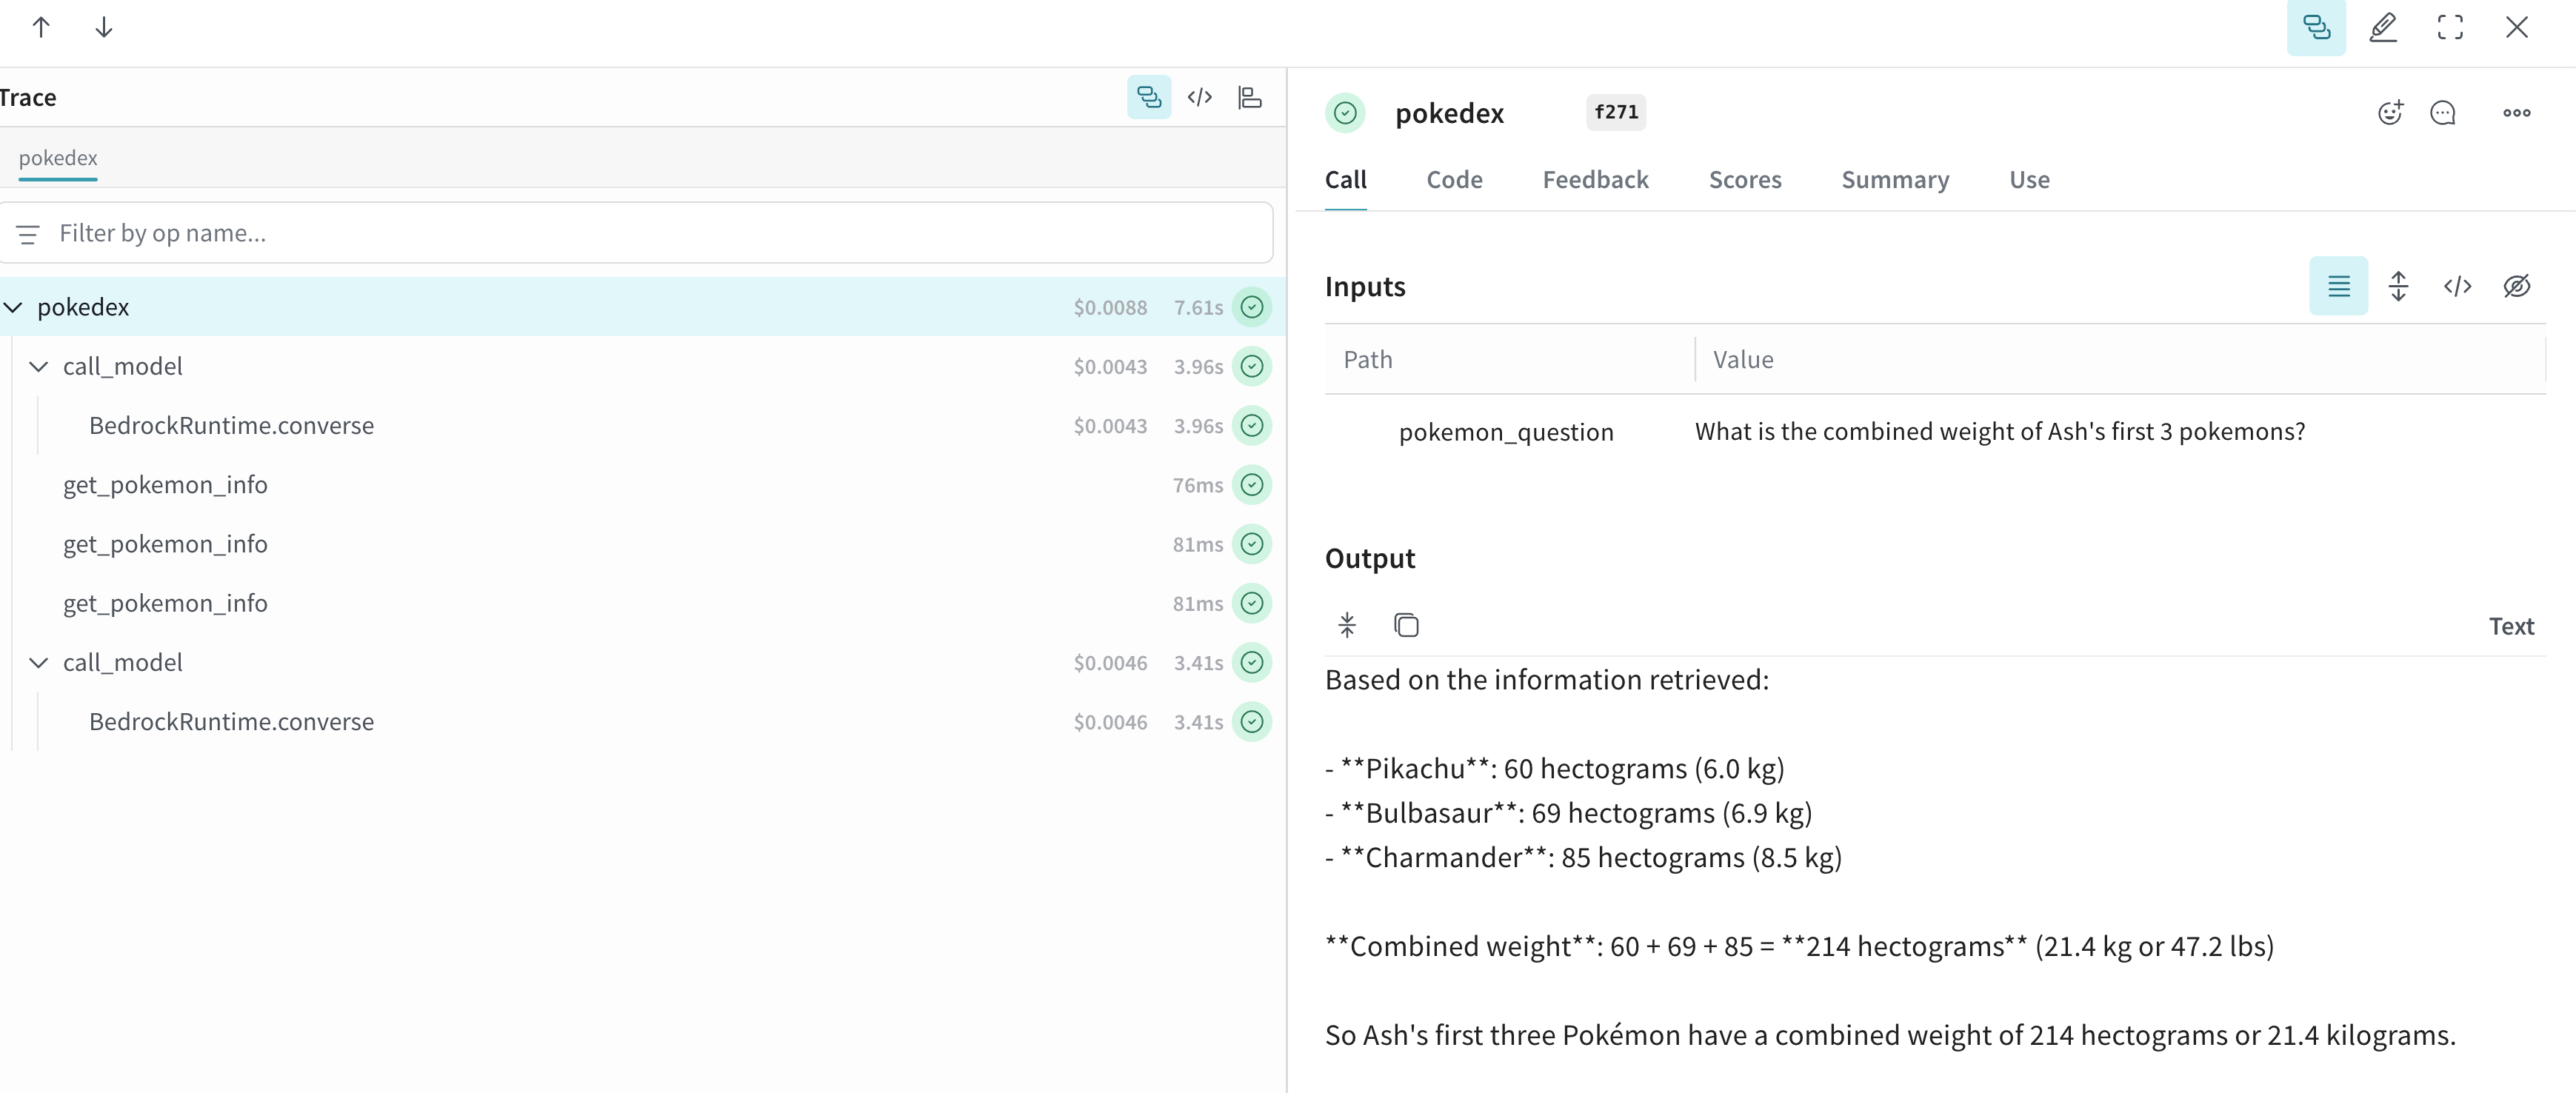 Trace
pokedex
Filter by op name...
pokedex $0.0088 7.61s
call_model $0.0043 3.96s
BedrockRuntime.converse $0.0043 3.96s
get_pokemon_info 76ms
get_pokemon_info 81ms
get_pokemon_info 81ms
call_model $0.0046 3.41s
BedrockRuntime.converse $0.0046 3.41s
pokedex f271
Call Code Feedback Scores Summary Use
Inputs
Path Value
pokemon_question What is the combined weight of Ash's first 3 pokemons?
Output
Text
Based on the information retrieved:
- **Pikachu**: 60 hectograms (6.0 kg)
- **Bulbasaur**: 69 hectograms (6.9 kg)
- **Charmander**: 85 hectograms (8.5 kg)
**Combined weight**: 60 + 69 + 85 = **214 hectograms** (21.4 kg or 47.2 lbs)
So Ash's first three Pokémon have a combined weight of 214 hectograms or 21.4 kilograms.